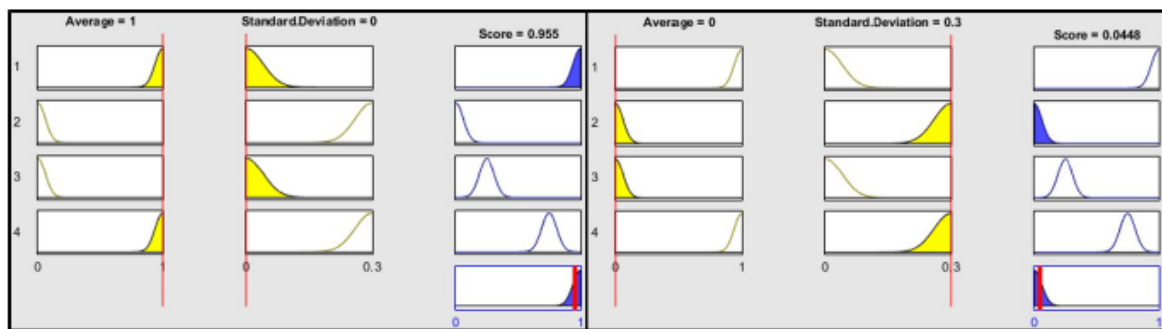 Average = 1 Standard.Deviation = 0
Score = 0.955
1
2
3
4
0 1 0 0.3
0 1
Average = 0 Standard.Deviation = 0.3
Score = 0.0448
1
2
3
4
0 1 0 0.3
0 1